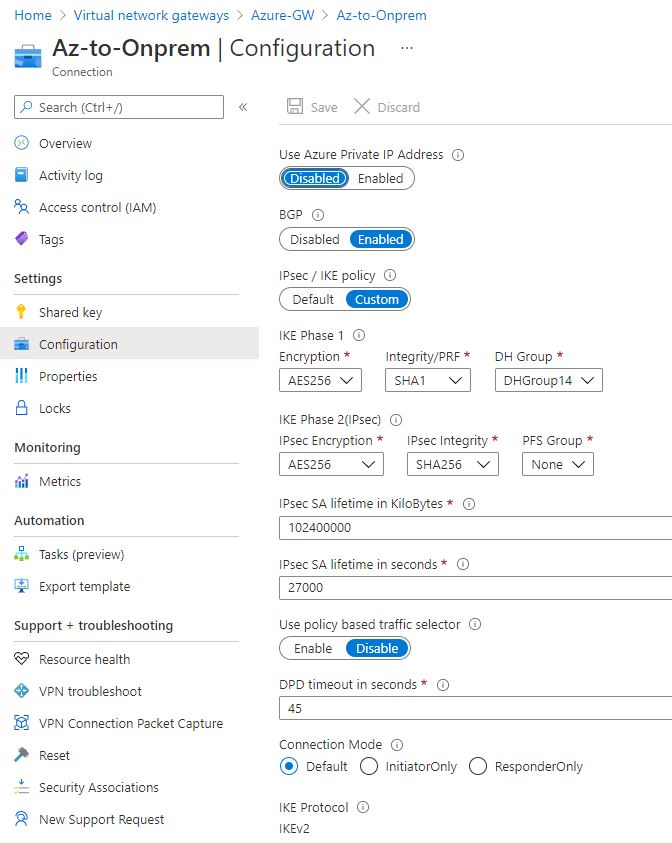 Home > Virtual network gateways > Azure-GW > Az-to-Onprem
Az-to-Onprem | Configuration ...
Connection
Search (Ctrl+/)
«
Save
Discard
Overview
Activity log
Access control (IAM)
Tags
Settings
Shared key
Configuration
Properties
Locks
Monitoring
Metrics
Automation
Tasks (preview)
Export template
Support + troubleshooting
Resource health
VPN troubleshoot
VPN Connection Packet Capture
Reset
Security Associations
New Support Request
Use Azure Private IP Address
Disabled Enabled
BGP
Disabled Enabled
IPsec / IKE policy
Default Custom
IKE Phase 1
Encryption * Integrity/PRF * DH Group *
AES256 SHA1 DHGroup14
IKE Phase 2(IPsec)
IPsec Encryption * IPsec Integrity * PFS Group *
AES256 SHA256 None
IPsec SA lifetime in KiloBytes *
102400000
IPsec SA lifetime in seconds *
27000
Use policy based traffic selector
Enable Disable
DPD timeout in seconds *
45
Connection Mode
Default InitiatorOnly ResponderOnly
IKE Protocol
IKEv2